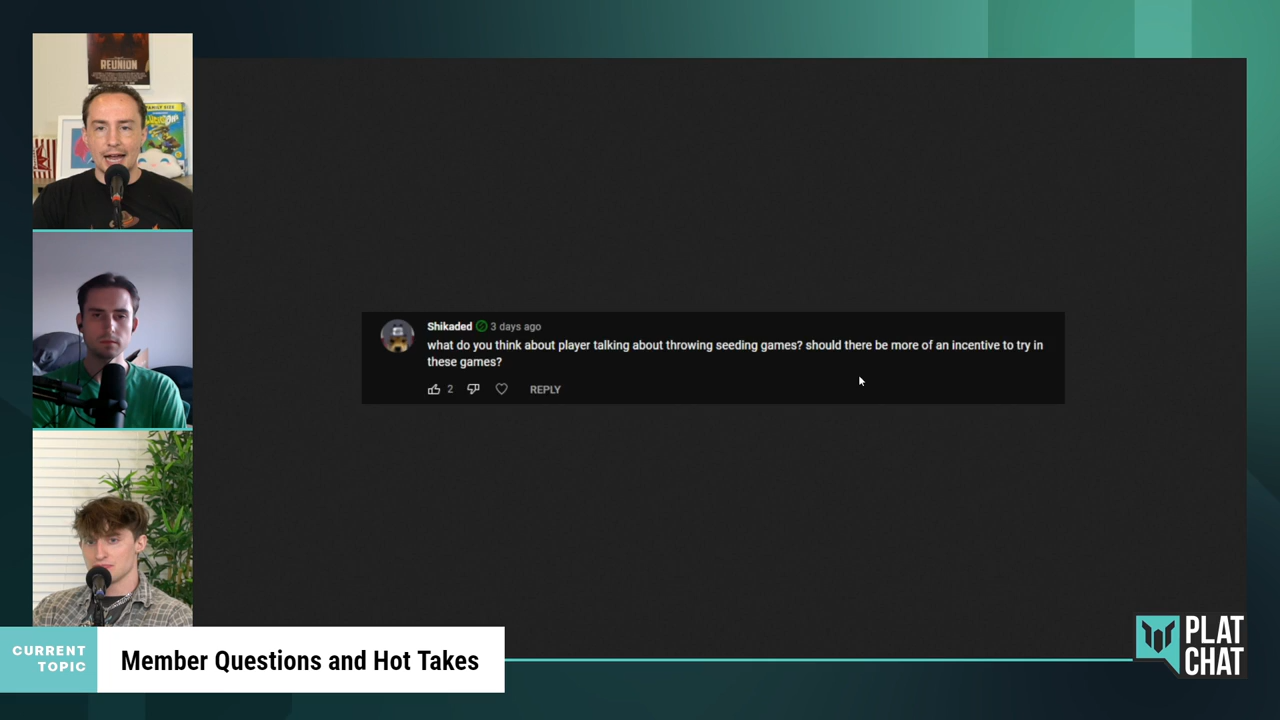 REUNION
FAMILY SIZE
Shikaded 3 days ago
what do you think about player talking about throwing seeding games? should there be more of an incentive to try in
these games?
2 REPLY
CURRENT
TOPIC
Member Questions and Hot Takes
PLAT
CHAT